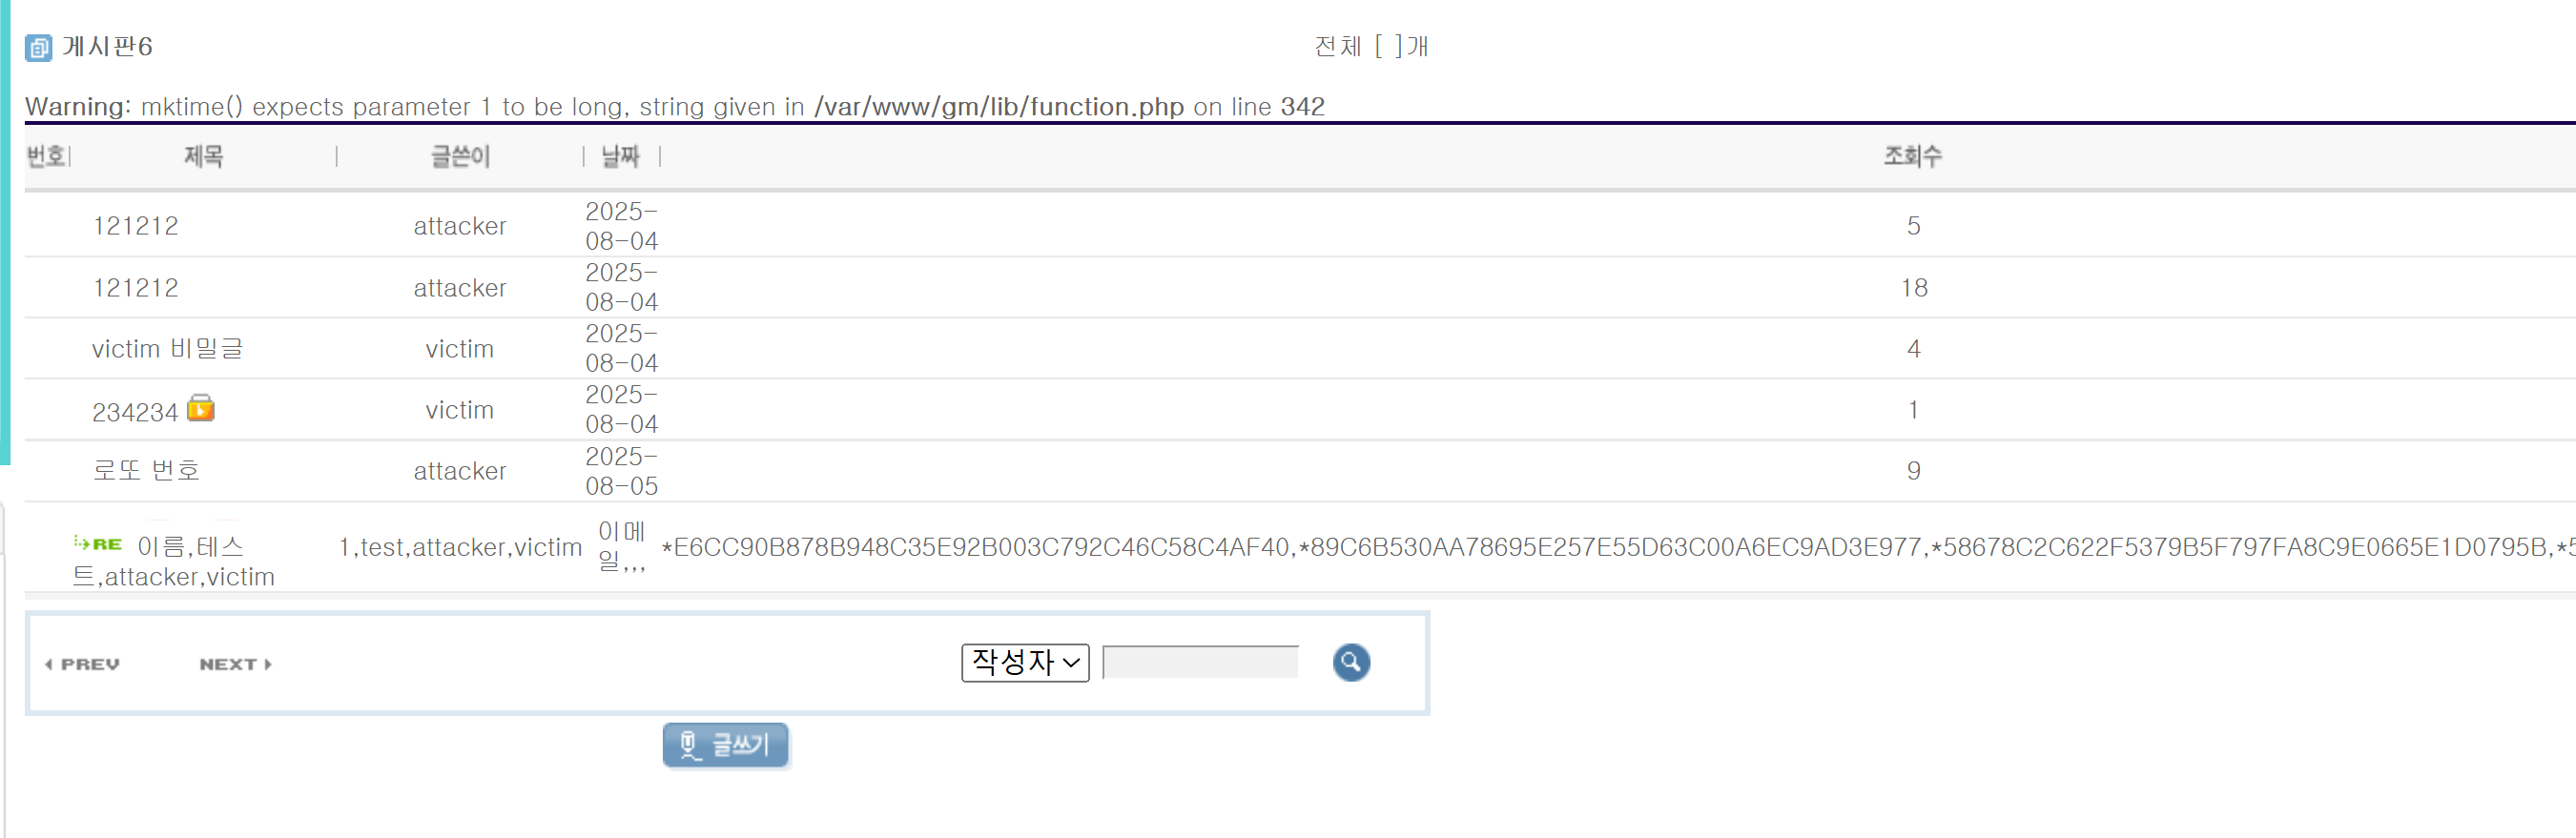 게시판6 전체 [ ]개
Warning: mktime() expects parameter 1 to be long, string given in /var/www/gm/lib/function.php on line 342
번호| 제목 | 글쓴이 | 날짜 | 조회수
121212 attacker 2025-08-04 5
121212 attacker 2025-08-04 18
victim 비밀글 victim 2025-08-04 4
234234 victim 2025-08-04 1
로또 번호 attacker 2025-08-05 9
RE 이름,테스트,attacker,victim 1,test,attacker,victim 이메일,,, *E6CC90B878B948C35E92B003C792C46C58C4AF40,*89C6B530AA78695E257E55D63C00A6EC9AD3E977,*58678C2C622F5379B5F797FA8C9E0665E1D0795B,*5
PREV NEXT 작성자
글쓰기